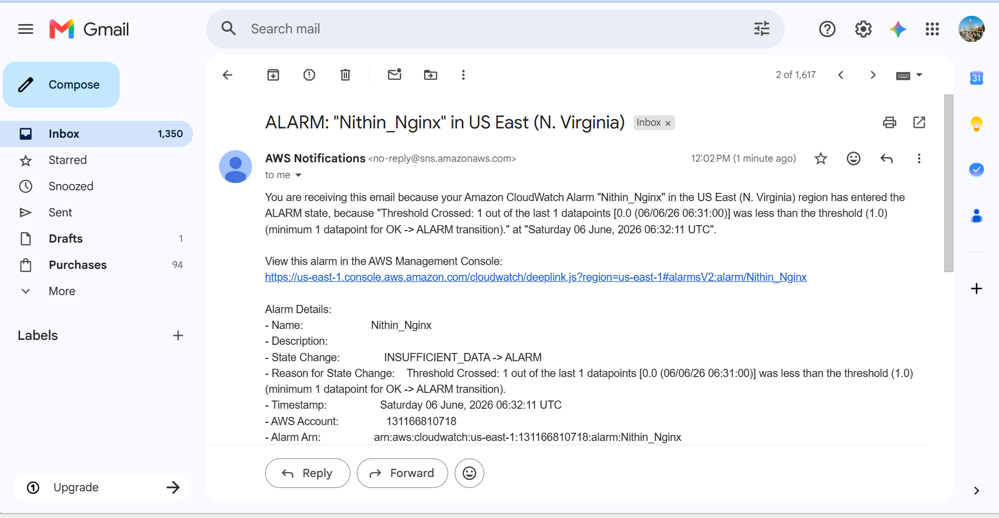 Gmail
Search mail
Compose
Inbox 1,350
Starred
Snoozed
Sent
Drafts 1
Purchases 94
More
Labels
Upgrade
2 of 1,617
31
ALARM: "Nithin_Nginx" in US East (N. Virginia) Inbox x
AWS Notifications <no-reply@sns.amazonaws.com> 12:02 PM (1 minute ago)
to me
You are receiving this email because your Amazon CloudWatch Alarm "Nithin_Nginx" in the US East (N. Virginia) region has entered the
ALARM state, because "Threshold Crossed: 1 out of the last 1 datapoints [0.0 (06/06/26 06:31:00)] was less than the threshold (1.0)
(minimum 1 datapoint for OK -> ALARM transition)." at "Saturday 06 June, 2026 06:32:11 UTC".
View this alarm in the AWS Management Console:
https://us-east-1.console.aws.amazon.com/cloudwatch/deeplink.js?region=us-east-1#alarmsV2:alarm/Nithin_Nginx
Alarm Details:
- Name: Nithin_Nginx
- Description:
- State Change: INSUFFICIENT_DATA -> ALARM
- Reason for State Change: Threshold Crossed: 1 out of the last 1 datapoints [0.0 (06/06/26 06:31:00)] was less than the threshold (1.0)
(minimum 1 datapoint for OK -> ALARM transition).
- Timestamp: Saturday 06 June, 2026 06:32:11 UTC
- AWS Account: 131166810718
- Alarm Arn: arn:aws:cloudwatch:us-east-1:131166810718:alarm:Nithin_Nginx
Reply
Forward